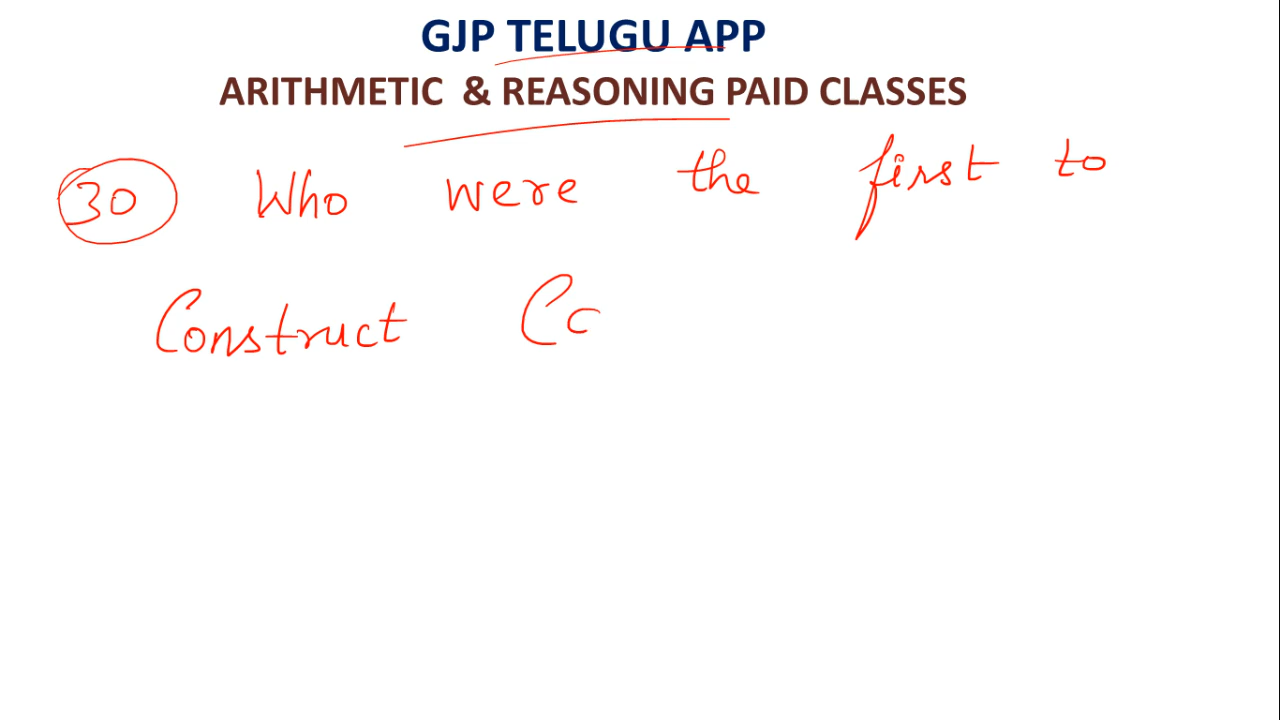 GJP TELUGU APP
ARITHMETIC & REASONING PAID CLASSES
30 Who were the first to
Construct